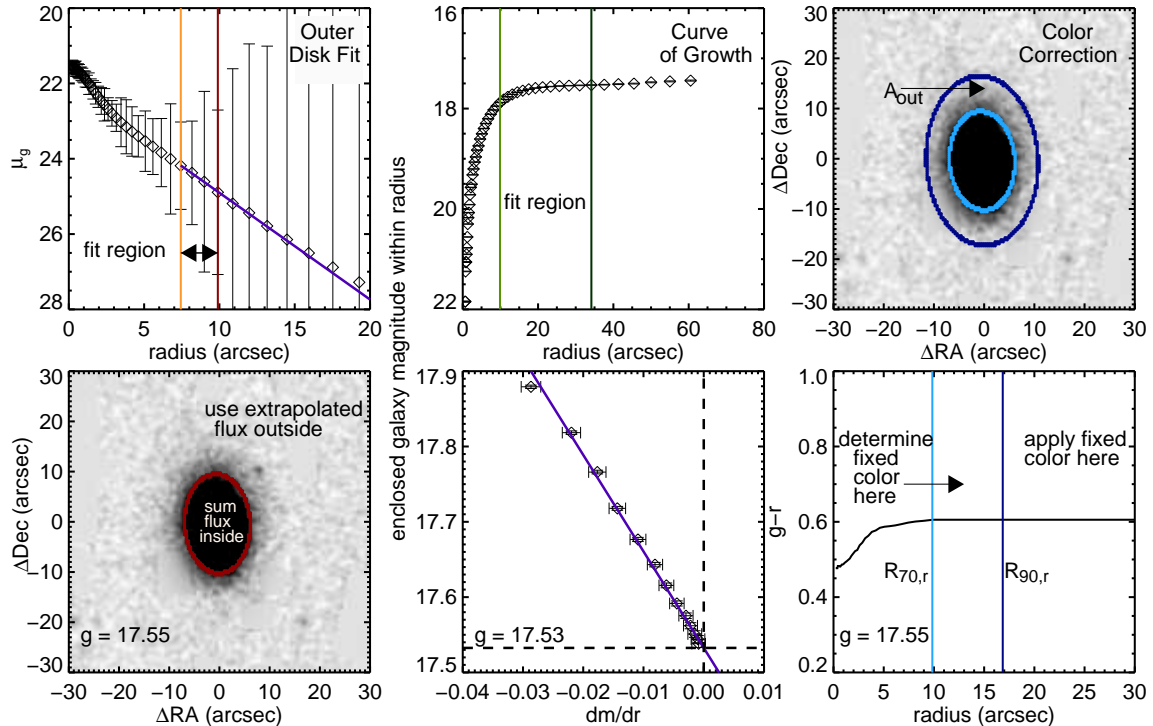 Outer
Disk Fit
22
24
26
28
μg
fit region
0
5
10
15
20
radius (arcsec)
Curve
of Growth
16
18
20
22
enclosed galaxy magnitude within radius
fit region
0
20
40
60
80
radius (arcsec)
Color
Correction
Aout
30
20
10
0
−10
−20
−30
ΔDec (arcsec)
−30
−20
−10
0
10
20
30
ΔRA (arcsec)
use extrapolated
flux outside
sum
flux
inside
g = 17.55
30
20
10
0
−10
−20
−30
ΔDec (arcsec)
−30
−20
−10
0
10
20
30
ΔRA (arcsec)
17.9
17.8
17.7
17.6
17.5
g = 17.53
−0.04
−0.03
−0.02
−0.01
0.00
0.01
dm/dr
1.0
0.8
0.6
0.4
0.2
g−r
determine
fixed
color
here
apply fixed
color here
R70,r
R90,r
g = 17.55
0
5
10
15
20
25
30
radius (arcsec)